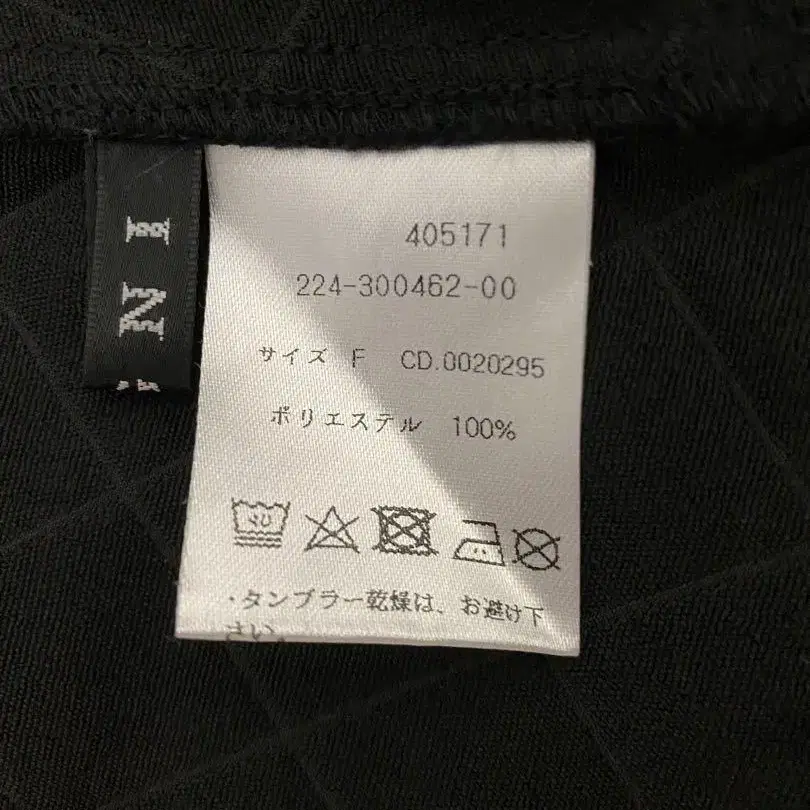 405171
224-300462-00
サイズ F CD.0020295
ポリエステル 100%
・タンブラー乾燥は、お避け下
さい。
NI